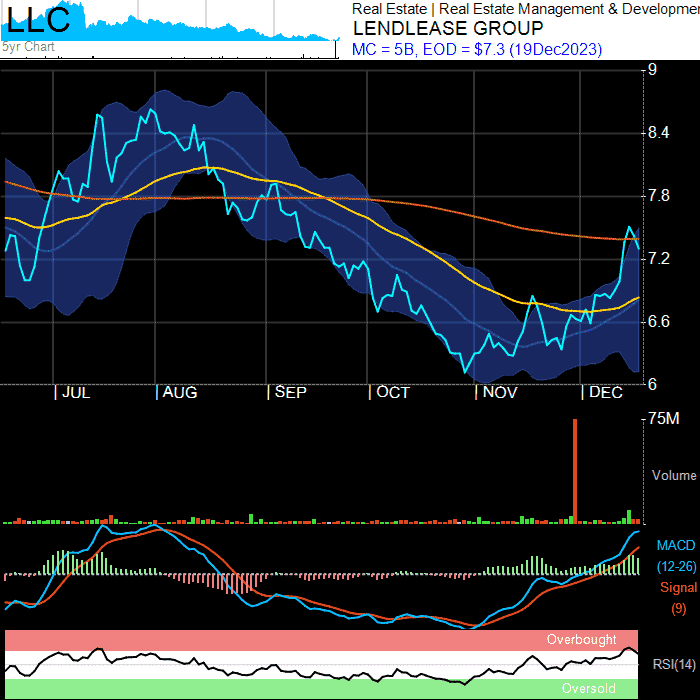 LLC
5yr Chart
Real Estate | Real Estate Management & Developmen
LENDLEASE GROUP
MC = 5B, EOD = $7.3 (19Dec2023)
9
8.4
7.8
7.2
6.6
6
| JUL | AUG | SEP | OCT | NOV | DEC
75M
Volume
MACD
(12-26)
Signal
(9)
Overbought
RSI(14)
Oversold